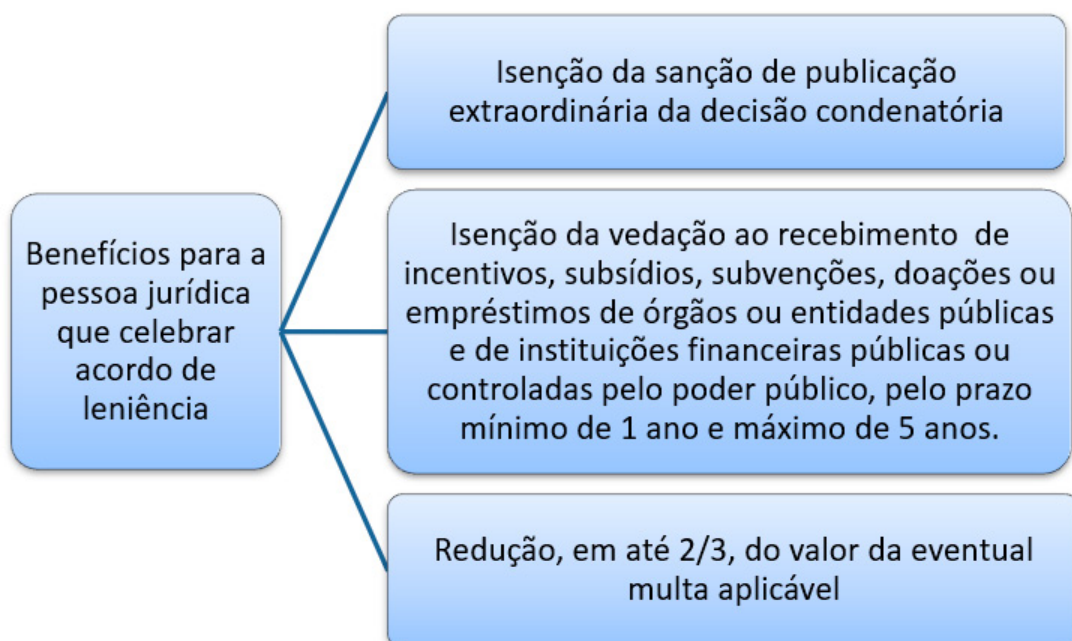 Isenção da sanção de publicação
extraordinária da decisão condenatória
Benefícios para a
pessoa jurídica
que celebrar
acordo de
leniência
Isenção da vedação ao recebimento  de
incentivos, subsídios, subvenções, doações ou
empréstimos de órgãos ou entidades públicas
e de instituições financeiras públicas ou
controladas pelo poder público, pelo prazo
mínimo de 1 ano e máximo de 5 anos.
Redução, em até 2/3, do valor da eventual
multa aplicável